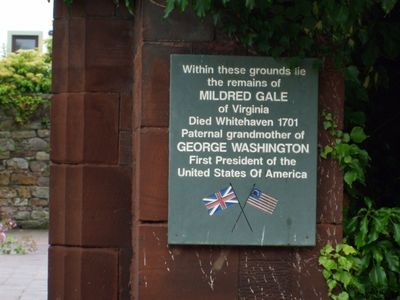 Within these grounds lie
the remains of
MILDRED GALE
of Virginia
Died Whitehaven 1701
Paternal grandmother of
GEORGE WASHINGTON
First President of the
United States Of America